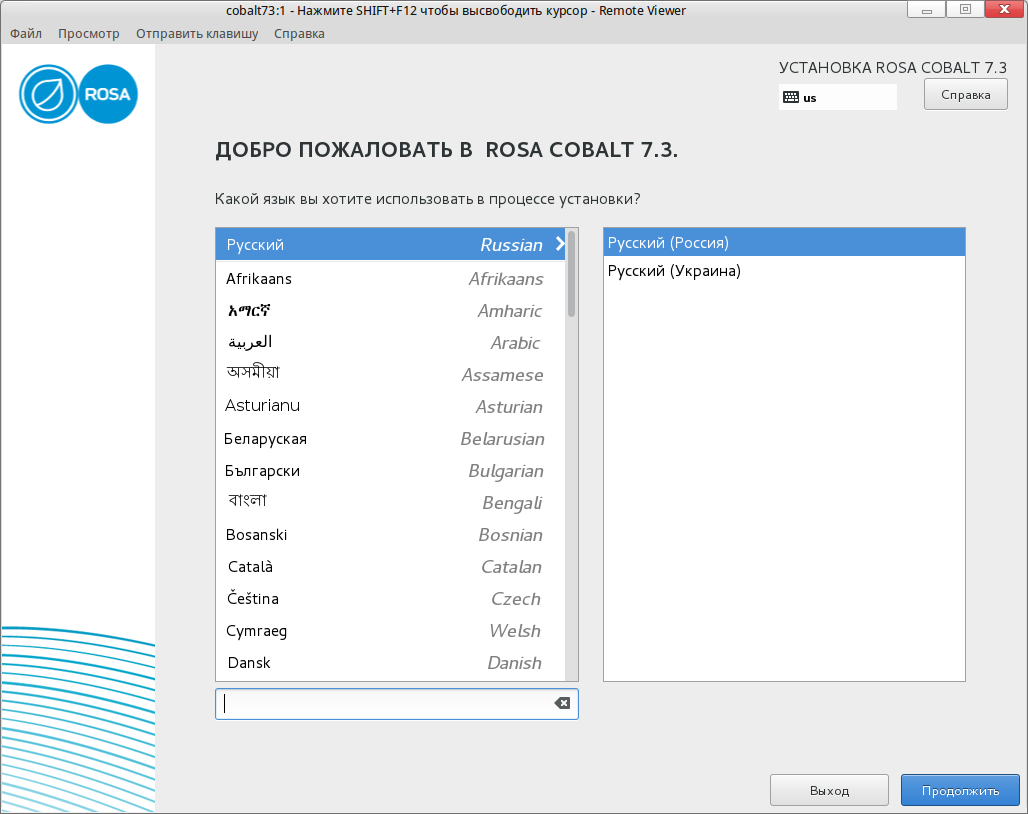 cobalt73:1 - Нажмите SHIFT+F12 чтобы высвободить курсор - Remote Viewer
Файл Просмотр Отправить клавишу Справка
ROSA
УСТАНОВКА ROSA COBALT 7.3
us Справка
ДОБРО ПОЖАЛОВАТЬ В ROSA COBALT 7.3.
Какой язык вы хотите использовать в процессе установки?
Русский Russian
Afrikaans Afrikaans
አማርኛ Amharic
العربية Arabic
অসমীয়া Assamese
Asturianu Asturian
Беларуская Belarusian
Български Bulgarian
বাংলা Bengali
Bosanski Bosnian
Català Catalan
Čeština Czech
Cymraeg Welsh
Dansk Danish
Русский (Россия)
Русский (Украина)
Выход Продолжить